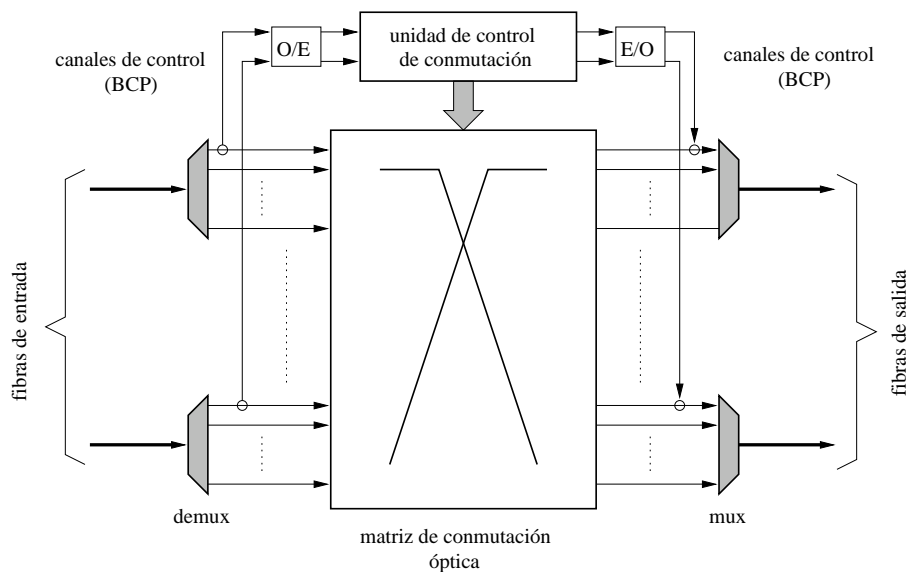 canales de control
(BCP)
O/E
unidad de control
de conmutación
E/O
canales de control
(BCP)
fibras de entrada
fibras de salida
demux
matriz de conmutación
óptica
mux